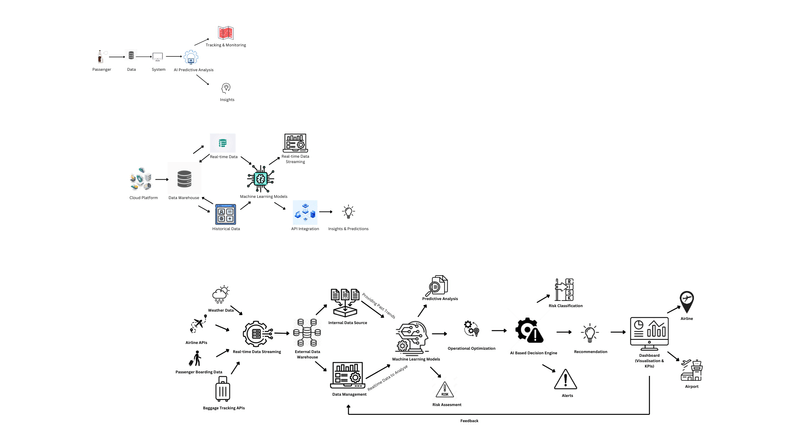 Tracking & Monitoring
Passenger
Data
System
AI Predictive Analysis
Insights
Real-time Data
Real-time Data
Streaming
Cloud Platform
Data Warehouse
Machine Learning Models
Historical Data
API Integration
Insights & Predictions
Weather Data
Airline APIs
Passenger Boarding Data
Baggage Tracking APIs
Real-time Data Streaming
External Data
Warehouse
Internal Data Source
Data Management
Providing Past Trends
Realtime Data to Analyse
Machine Learning Models
Predictive Analysis
Risk Assesment
Operational Optimization
AI Based Decision Engine
Risk Classification
Alerts
Recommendation
Dashboard
(Visualisation &
KPIs)
Airline
Airport
Feedback